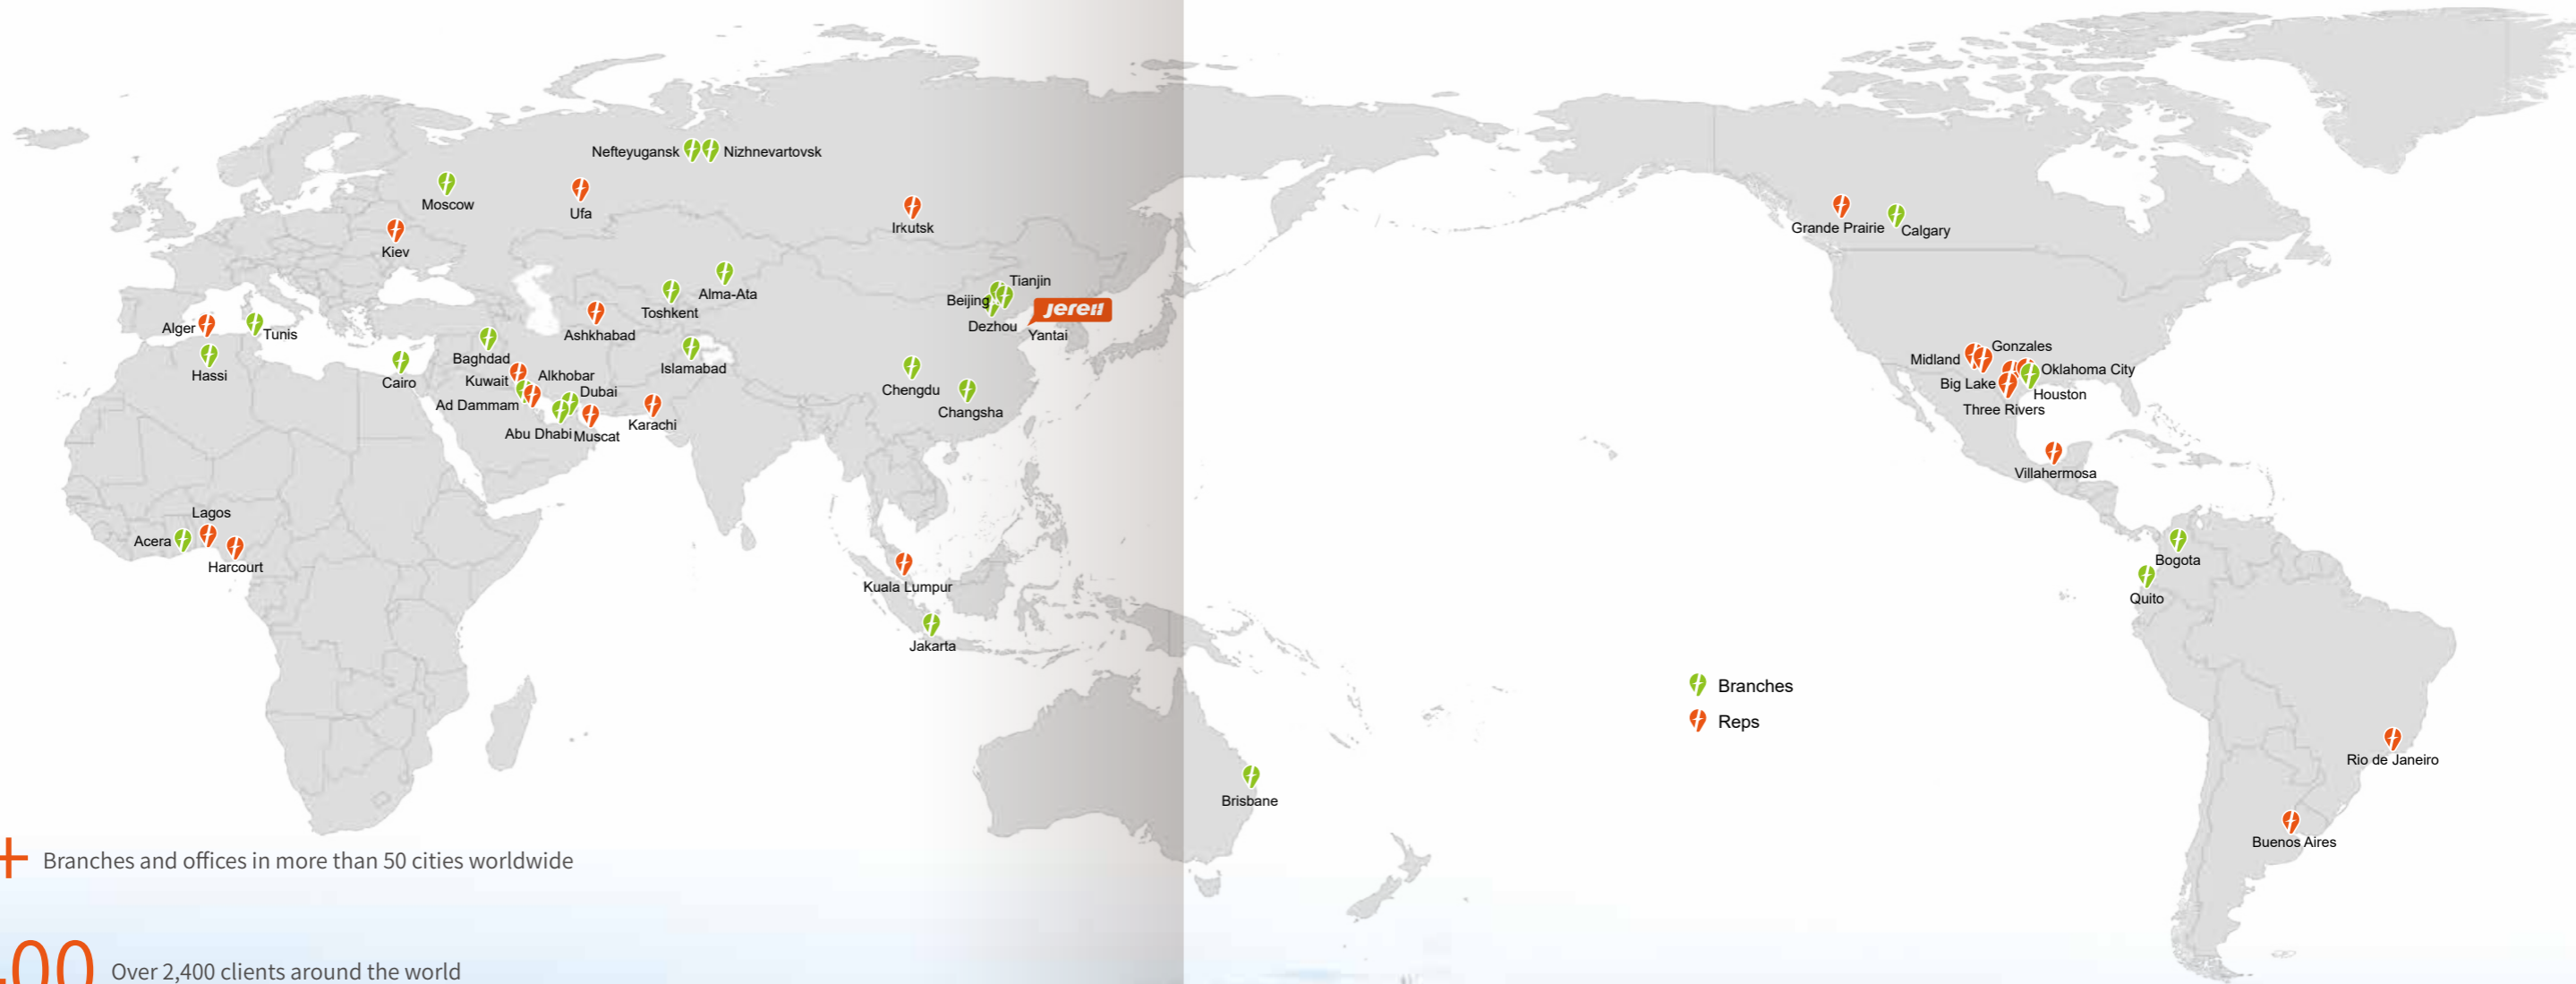 Nefteyugansk
Nizhnevartovsk
Moscow
Ufa
Irkutsk
Kiev
Grande Prairie
Calgary
Alma-Ata
Toshkent
Tianjin
Beijing
Jereh
Dezhou
Yantai
Ashkhabad
Alger
Tunis
Baghdad
Islamabad
Hassi
Cairo
Kuwait
Alkhobar
Dubai
Ad Dammam
Abu Dhabi
Muscat
Karachi
Chengdu
Changsha
Gonzales
Midland
Oklahoma City
Big Lake
Houston
Three Rivers
Villahermosa
Lagos
Acera
Harcourt
Kuala Lumpur
Jakarta
Bogota
Quito
Branches
Reps
Rio de Janeiro
Brisbane
Buenos Aires
+ Branches and offices in more than 50 cities worldwide
00 Over 2,400 clients around the world